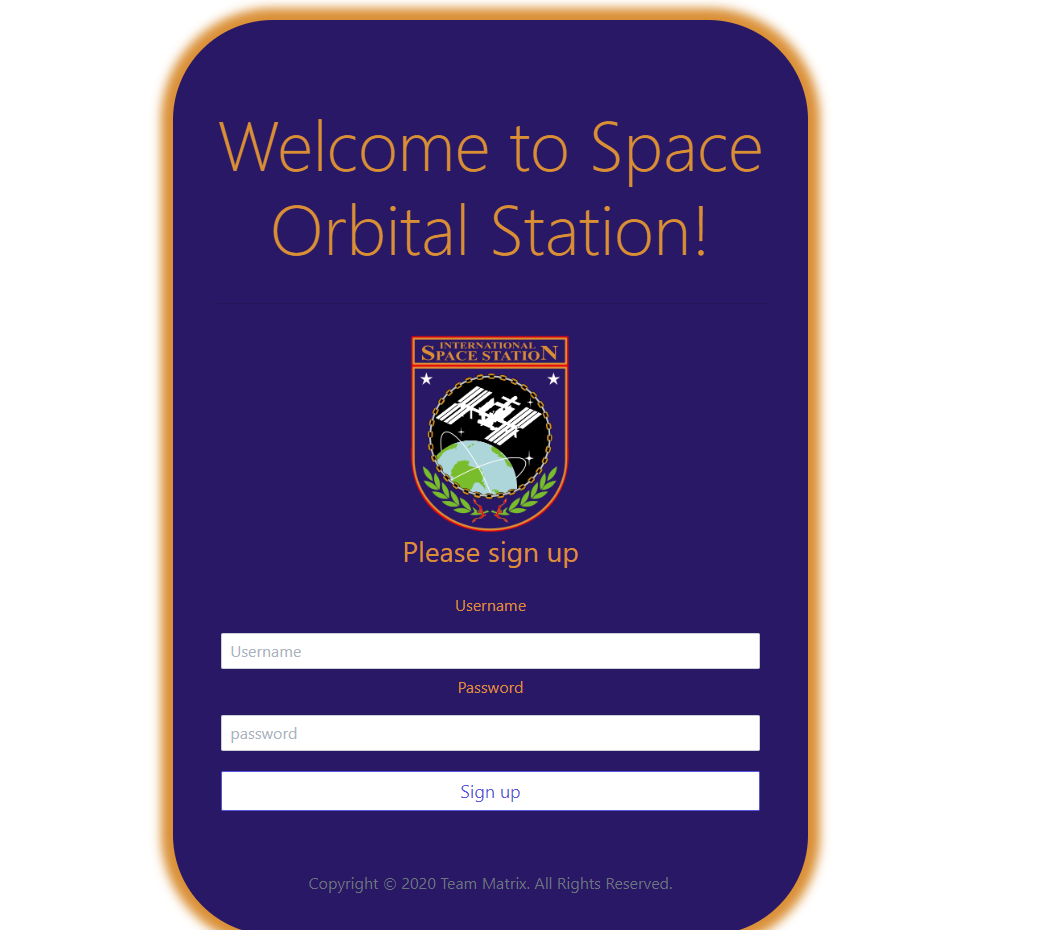 Welcome to Space
Orbital Station!
INTERNATIONAL
SPACE STATION
Please sign up
Username
Username
Password
password
Sign up
Copyright © 2020 Team Matrix. All Rights Reserved.